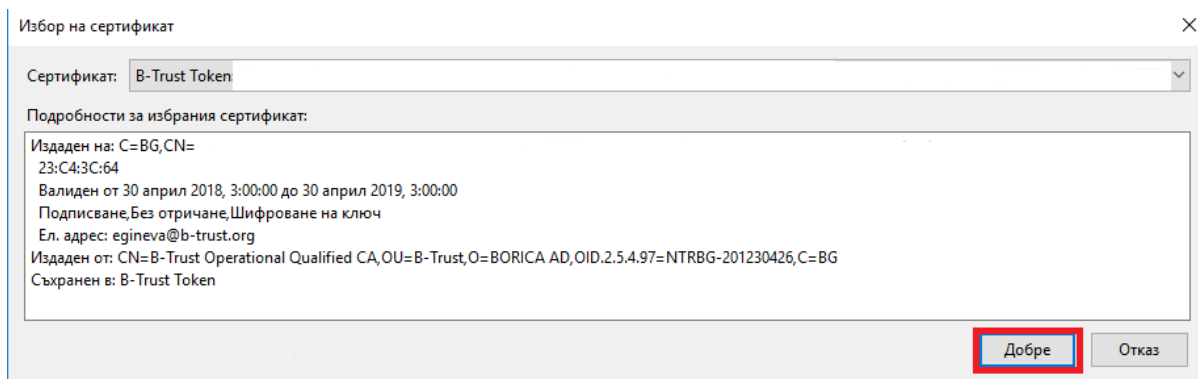 Избор на сертификат
Сертификат: B-Trust Token:
Подробности за избрания сертификат:
Издаден на: C=BG,CN=
23:C4:3C:64
Валиден от 30 април 2018, 3:00:00 до 30 април 2019, 3:00:00
Подписване,Без отричане,Шифроване на ключ
Ел. адрес: egineva@b-trust.org
Издаден от: CN=B-Trust Operational Qualified CA,OU=B-Trust,O=BORICA AD,OID.2.5.4.97=NTRBG-201230426,C=BG
Съхранен в: B-Trust Token
Добре Отказ